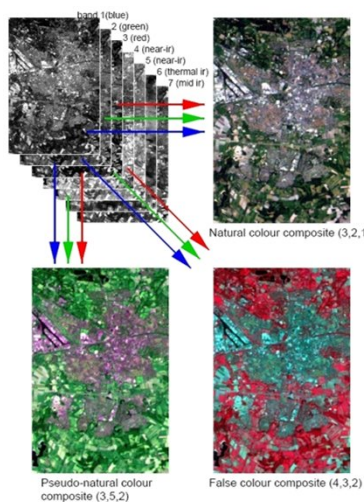 band 1(blue)
2 (green)
3 (red)
4 (near-ir)
5 (near-ir)
6 (thermal ir)
7 (mid ir)
Natural colour composite (3,2,1
Pseudo-natural colour
composite (3,5,2)
False colour composite (4,3,2)